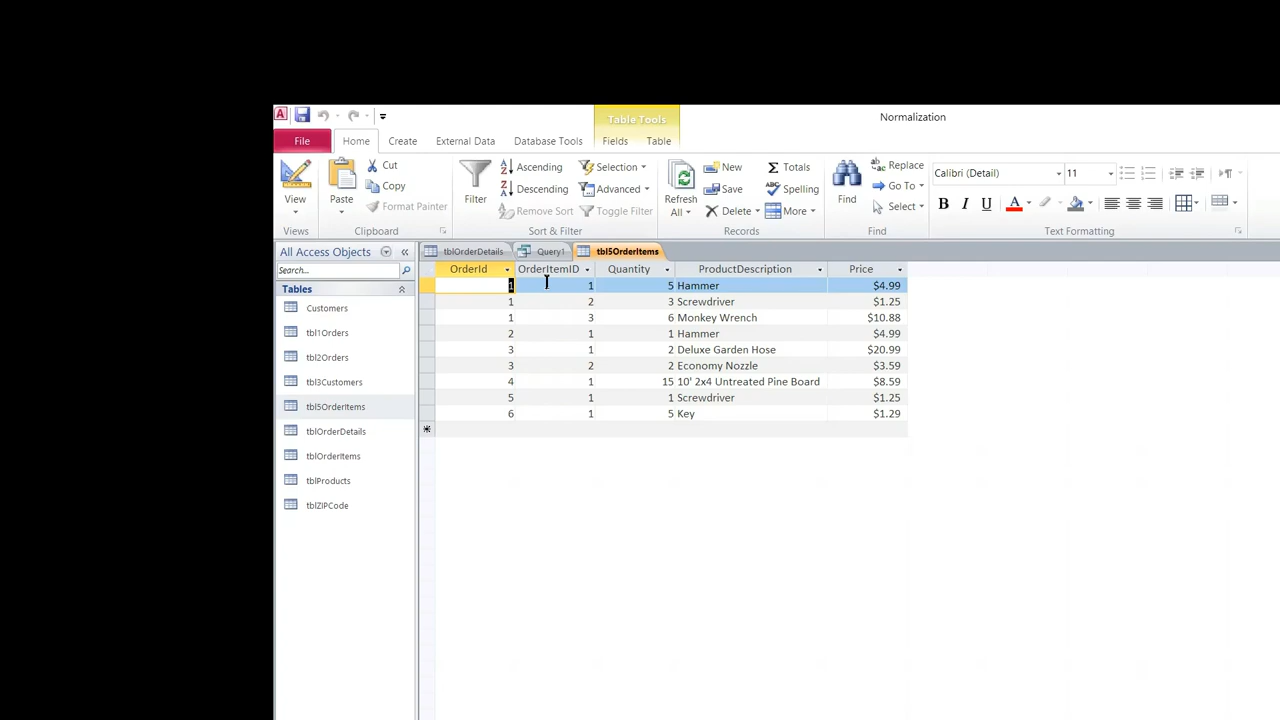 Table Tools Normalization
File Home Create External Data Database Tools Fields Table
View Views
Paste Cut Copy Format Painter Clipboard
Filter Ascending Descending Remove Sort Selection Advanced Toggle Filter Sort & Filter
Refresh All New Save Delete Totals Spelling More Records
Find Replace Go To Select Find
Calibri (Detail) 11 B I U A Text Formatting
All Access Objects
Search...
Tables
Customers
tbl1Orders
tbl2Orders
tbl3Customers
tbl5OrderItems
tblOrderDetails
tblOrderItems
tblProducts
tblZIPCode
tblOrderDetails Query1 tbl5OrderItems
OrderId OrderItemID Quantity ProductDescription Price
1 1 5 Hammer $4.99
1 2 3 Screwdriver $1.25
1 3 6 Monkey Wrench $10.88
2 1 1 Hammer $4.99
3 1 2 Deluxe Garden Hose $20.99
3 2 2 Economy Nozzle $3.59
4 1 15 10' 2x4 Untreated Pine Board $8.59
5 1 1 Screwdriver $1.25
6 1 5 Key $1.29